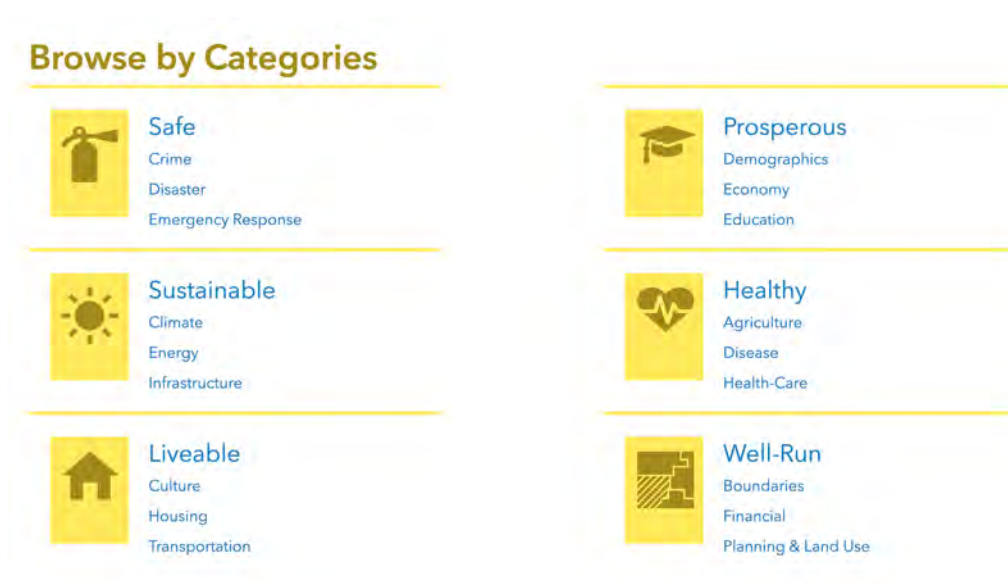 Browse by Categories
Safe
Crime
Disaster
Emergency Response
Prosperous
Demographics
Economy
Education
Sustainable
Climate
Energy
Infrastructure
Healthy
Agriculture
Disease
Health-Care
Liveable
Culture
Housing
Transportation
Well-Run
Boundaries
Financial
Planning & Land Use